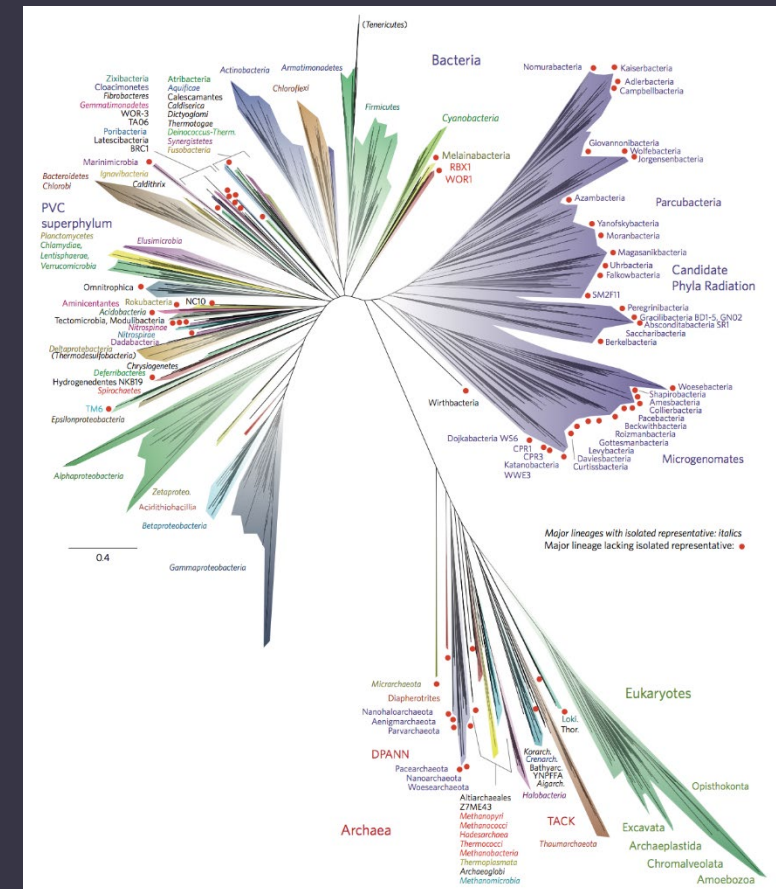 (Tenericutes)
Bacteria
Zixibacteria
Cloacimonetes
Fibrobacteres
Gemmatimonadetes
WOR-3
TA06
Poribacteria
Latescibacteria
BRC1
Atribacteria
Aquificae
Calescamantes
Caldiserica
Dictyoglomi
Thermotogae
Deinococcus-Therm.
Synergistetes
Fusobacteria
Actinobacteria
Armatimonadetes
Chloroflexi
Firmicutes
Cyanobacteria
Melainabacteria
RBX1
WOR1
Nomurabacteria
Kaiserbacteria
Adlerbacteria
Campbellbacteria
Giovannonibacteria
Wolfebacteria
Jorgensenbacteria
Azambacteria
Parcubacteria
Yanofskybacteria
Moranbacteria
Magasanikbacteria
Uhrbacteria
Falkowbacteria
Candidate
Phyla Radiation
SM2F11
Peregrinibacteria
Gracilibacteria BD1-5, GN02
Absconditabacteria SR1
Saccharibacteria
Berkelbacteria
Marinimicrobia
Ignavibacteria
Caldithrix
Bacteroidetes
Chlorobi
PVC
superphylum
Planctomycetes
Chlamydiae,
Lentisphaerae,
Verrucomicrobia
Elusimicrobia
Omnitrophica
Aminicentantes
Rokubacteria
NC10
Acidobacteria
Tectomicrobia, Modulibacteria
Nitrospinae
Nitrospirae
Dadabacteria
Deltaproteobacteria
(Thermodesulfobacteria)
Chrysiogenetes
Deferribacteres
Hydrogenedentes NKB19
Spirochaetes
TM6
Epsilonproteobacteria
Wirthbacteria
Woesebacteria
Shapirobacteria
Amesbacteria
Collierbacteria
Pacebacteria
Beckwithbacteria
Roizmanbacteria
Gottesmanbacteria
Levybacteria
Daviesbacteria
Curtissbacteria
Dojkabacteria WS6
CPR1
CPR3
Katanobacteria
WWE3
Microgenomates
Alphaproteobacteria
Zetaproteo.
Acidithiobacillia
Betaproteobacteria
Gammaproteobacteria
0.4
Major lineages with isolated representative: italics
Major lineage lacking isolated representative:
Micrarchaeota
Diapherotrites
Nanohaloarchaeota
Aenigmarchaeota
Parvarchaeota
DPANN
Pacearchaeota
Nanoarchaeota
Woesearchaeota
Archaea
Altiarchaeales
Z7ME43
Methanopyri
Methanococci
Hadesarchaea
Thermococci
Methanobacteria
Thermoplasmata
Archaeoglobi
Methanomicrobia
Halobacteria
Korarch.
Crenarch.
Bathyarc.
YNPFFA
Aigarch.
TACK
Thaumarchaeota
Loki.
Thor.
Eukaryotes
Opisthokonta
Excavata
Archaeplastida
Chromalveolata
Amoebozoa